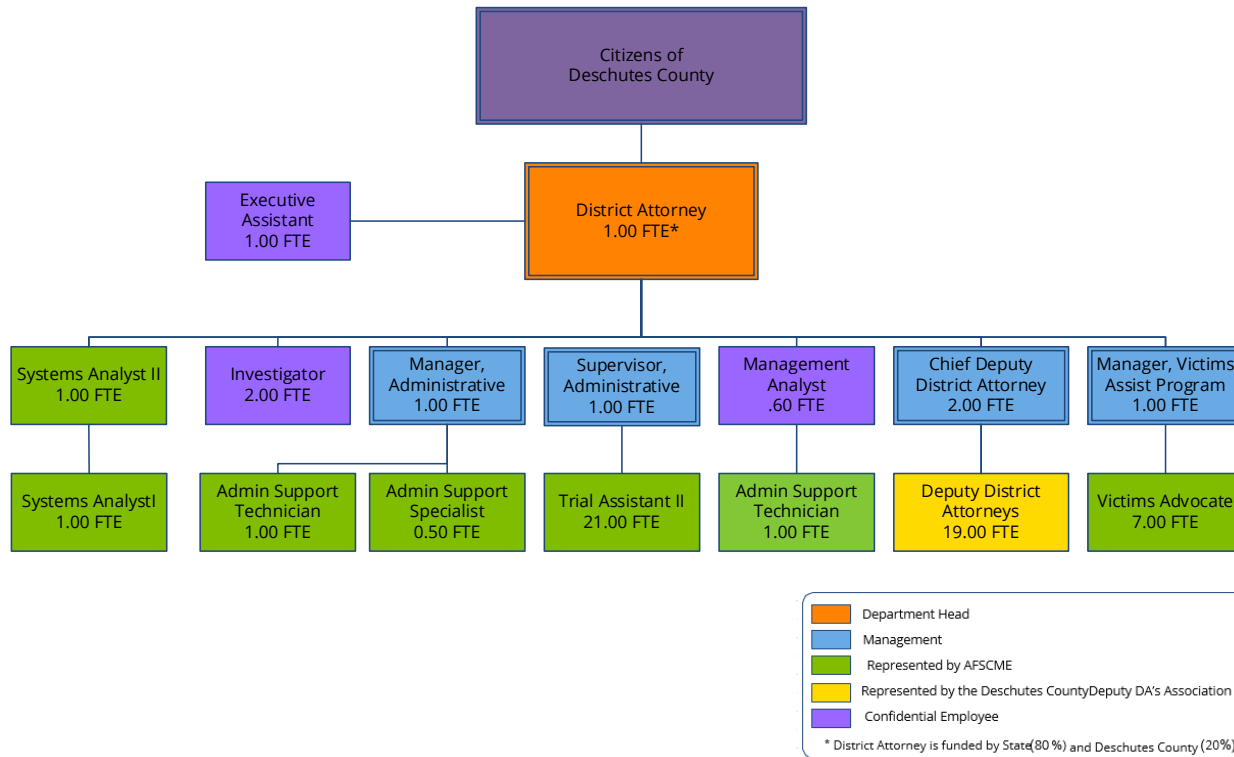 Citizens of
Deschutes County
Executive
Assistant
1.00 FTE
District Attorney
1.00 FTE*
Systems Analyst II
1.00 FTE
Investigator
2.00 FTE
Manager,
Administrative
1.00 FTE
Supervisor,
Administrative
1.00 FTE
Management
Analyst
.60 FTE
Chief Deputy
District Attorney
2.00 FTE
Manager, Victims
Assist Program
1.00 FTE
Systems AnalystI
1.00 FTE
Admin Support
Technician
1.00 FTE
Admin Support
Specialist
0.50 FTE
Trial Assistant II
21.00 FTE
Admin Support
Technician
1.00 FTE
Deputy District
Attorneys
19.00 FTE
Victims Advocate
7.00 FTE
Department Head
Management
Represented by AFSCME
Represented by the Deschutes CountyDeputy DA's Association
Confidential Employee
* District Attorney is funded by State(80 %) and Deschutes County (20%)